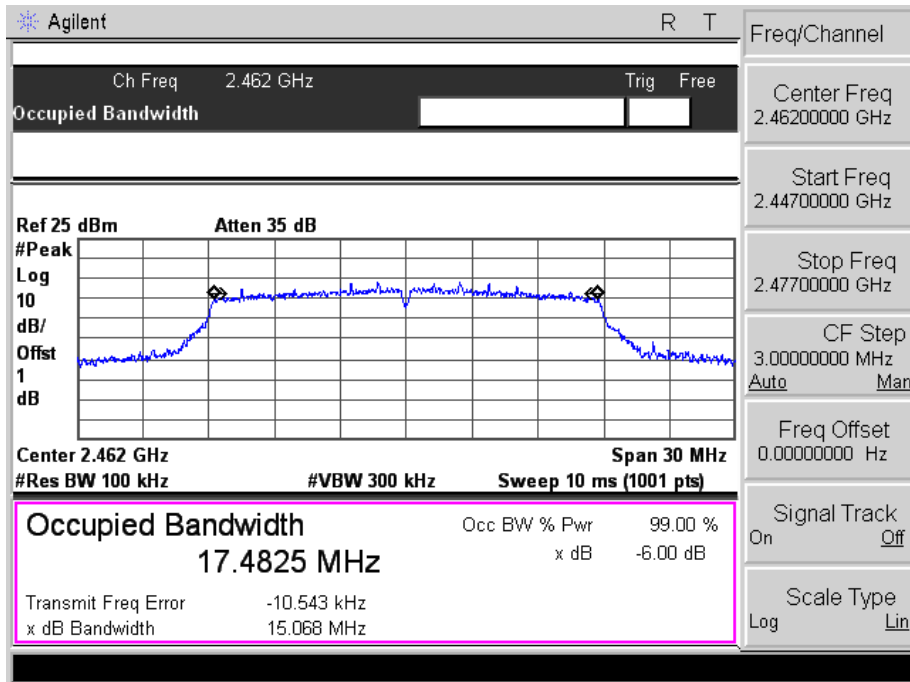 Agilent R T
Freq/Channel
Ch Freq 2.462 GHz Trig Free
Occupied Bandwidth
Center Freq
2.46200000 GHz
Start Freq
2.44700000 GHz
Stop Freq
2.47700000 GHz
CF Step
3.00000000 MHz
Auto Man
Freq Offset
0.00000000 Hz
Signal Track
On Off
Scale Type
Log Lin
Ref 25 dBm Atten 35 dB
#Peak
Log
10
dB/
Offst
1
dB
Center 2.462 GHz Span 30 MHz
#Res BW 100 kHz #VBW 300 kHz Sweep 10 ms (1001 pts)
Occupied Bandwidth
17.4825 MHz
Occ BW % Pwr 99.00 %
x dB -6.00 dB
Transmit Freq Error -10.543 kHz
x dB Bandwidth 15.068 MHz